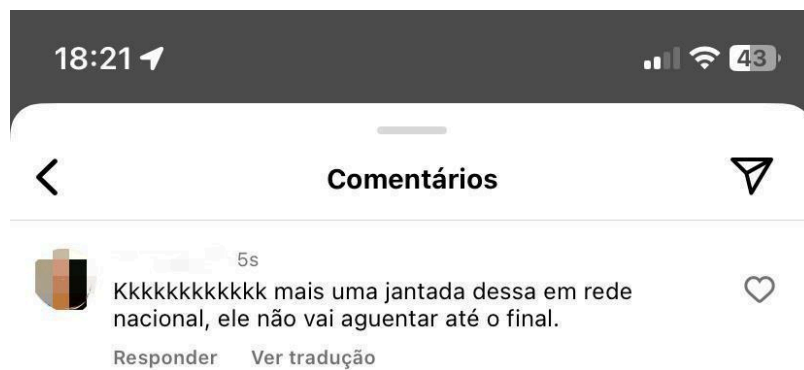 18:21
43
Comentários
5s
Kkkkkkkkkkkk mais uma jantada dessa em rede
nacional, ele não vai aguentar até o final.
Responder Ver tradução